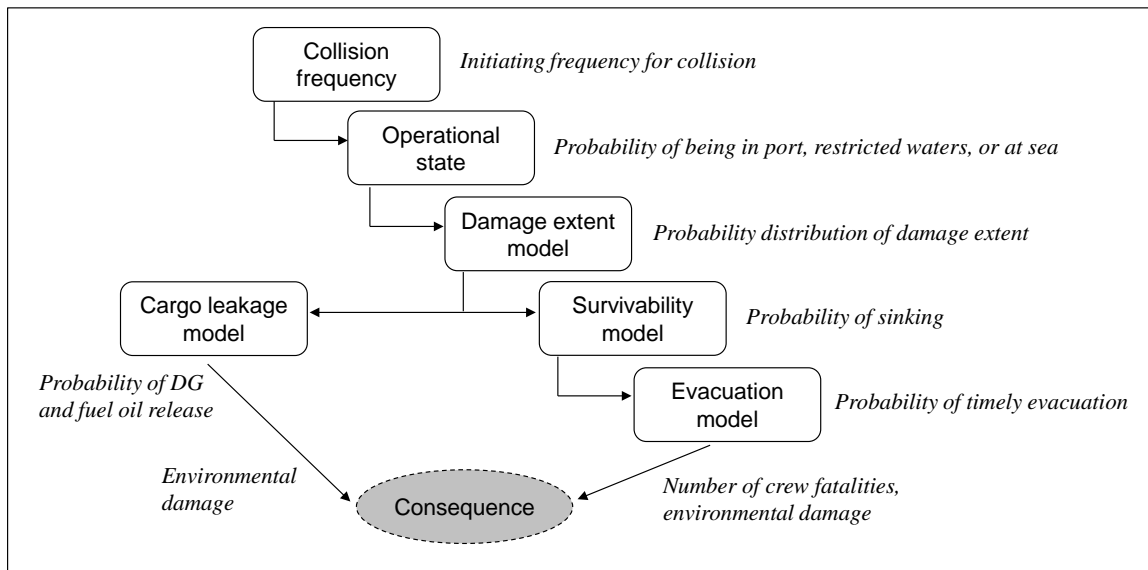 Collision
frequency
Initiating frequency for collision
Operational
state
Probability of being in port, restricted waters, or at sea
Damage extent
model
Probability distribution of damage extent
Cargo leakage
model
Survivability
model
Probability of sinking
Probability of DG
and fuel oil release
Evacuation
model
Probability of timely evacuation
Environmental
damage
Consequence
Number of crew fatalities,
environmental damage